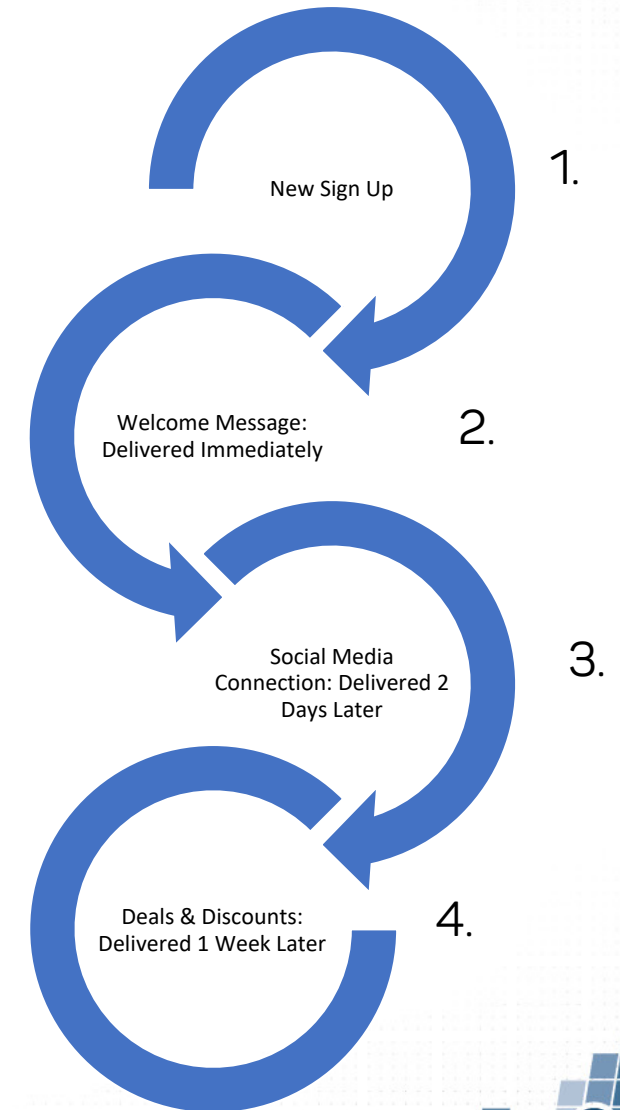 New Sign Up
1.
Welcome Message:
Delivered Immediately
2.
Social Media
Connection: Delivered 2
Days Later
3.
Deals & Discounts:
Delivered 1 Week Later
4.